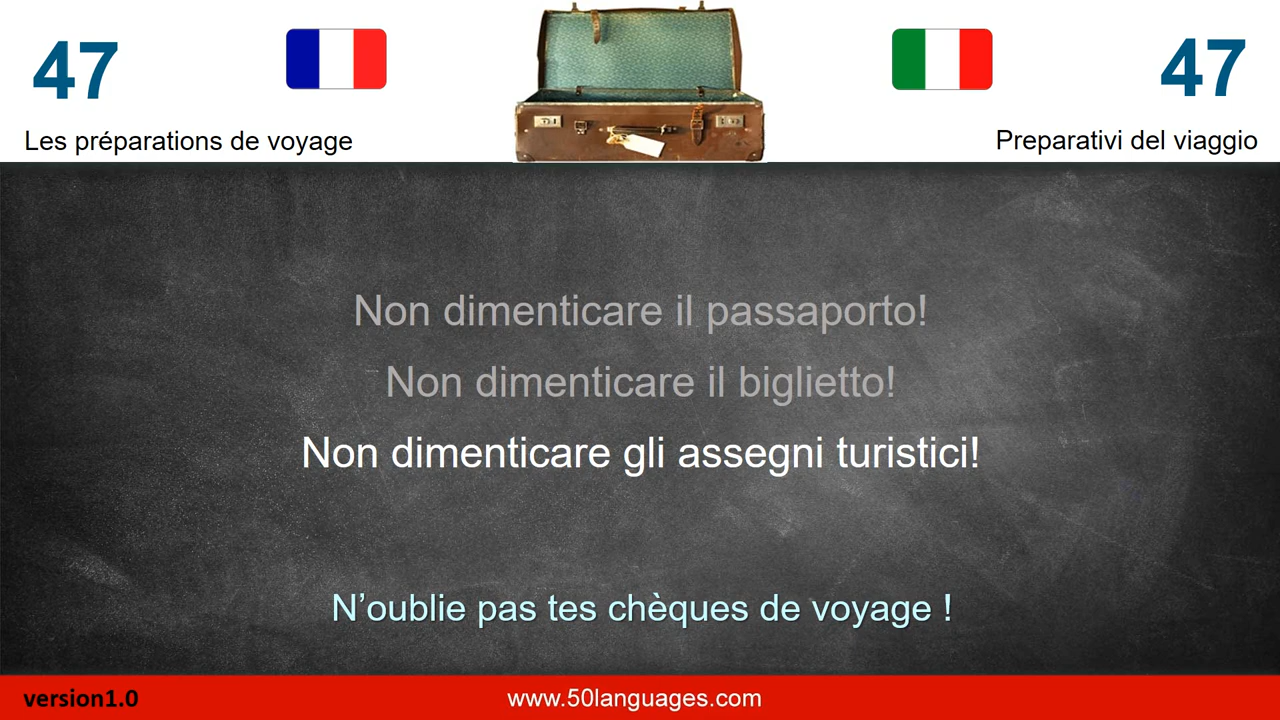 47
47
Les préparations de voyage
Preparativi del viaggio
Non dimenticare il passaporto!
Non dimenticare il biglietto!
Non dimenticare gli assegni turistici!
N’oublie pas tes chèques de voyage !
version1.0
www.50languages.com